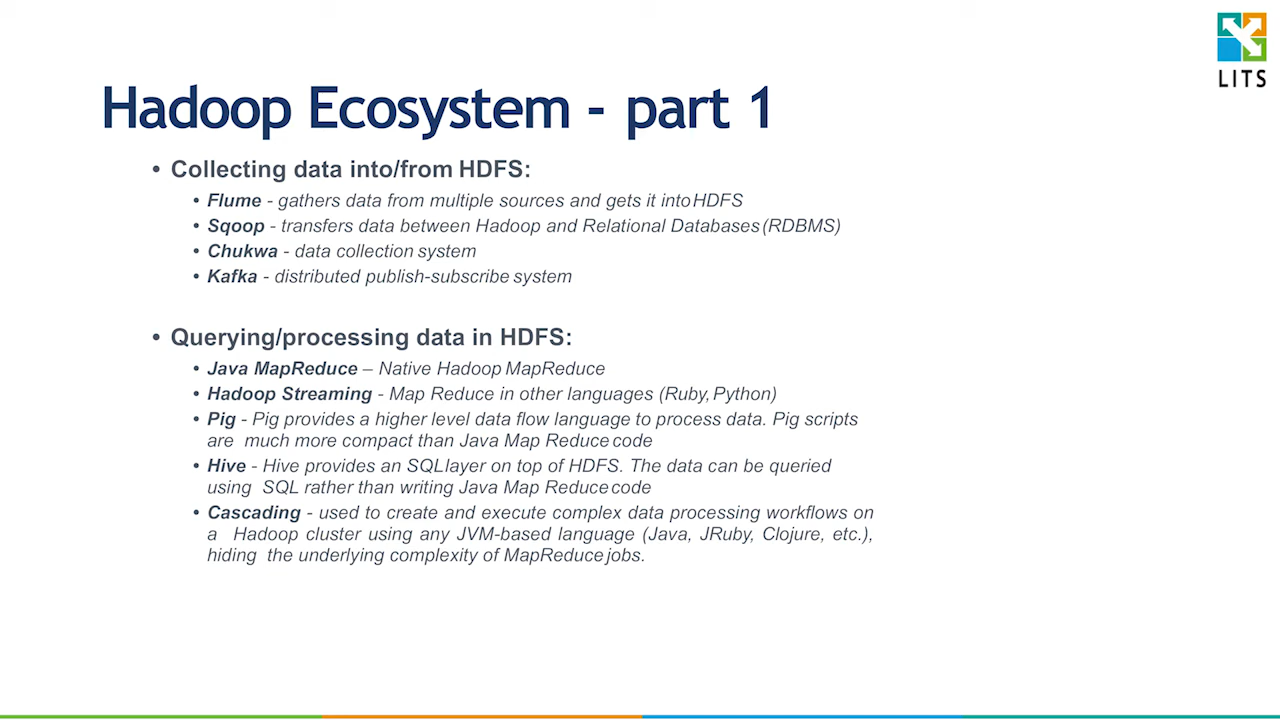 LITS
Hadoop Ecosystem - part 1
• Collecting data into/from HDFS:
• Flume - gathers data from multiple sources and gets it into HDFS
• Sqoop - transfers data between Hadoop and Relational Databases (RDBMS)
• Chukwa - data collection system
• Kafka - distributed publish-subscribe system
• Querying/processing data in HDFS:
• Java MapReduce – Native Hadoop MapReduce
• Hadoop Streaming - Map Reduce in other languages (Ruby, Python)
• Pig - Pig provides a higher level data flow language to process data. Pig scripts
are much more compact than Java Map Reduce code
• Hive - Hive provides an SQL layer on top of HDFS. The data can be queried
using SQL rather than writing Java Map Reduce code
• Cascading - used to create and execute complex data processing workflows on
a Hadoop cluster using any JVM-based language (Java, JRuby, Clojure, etc.),
hiding the underlying complexity of MapReduce jobs.